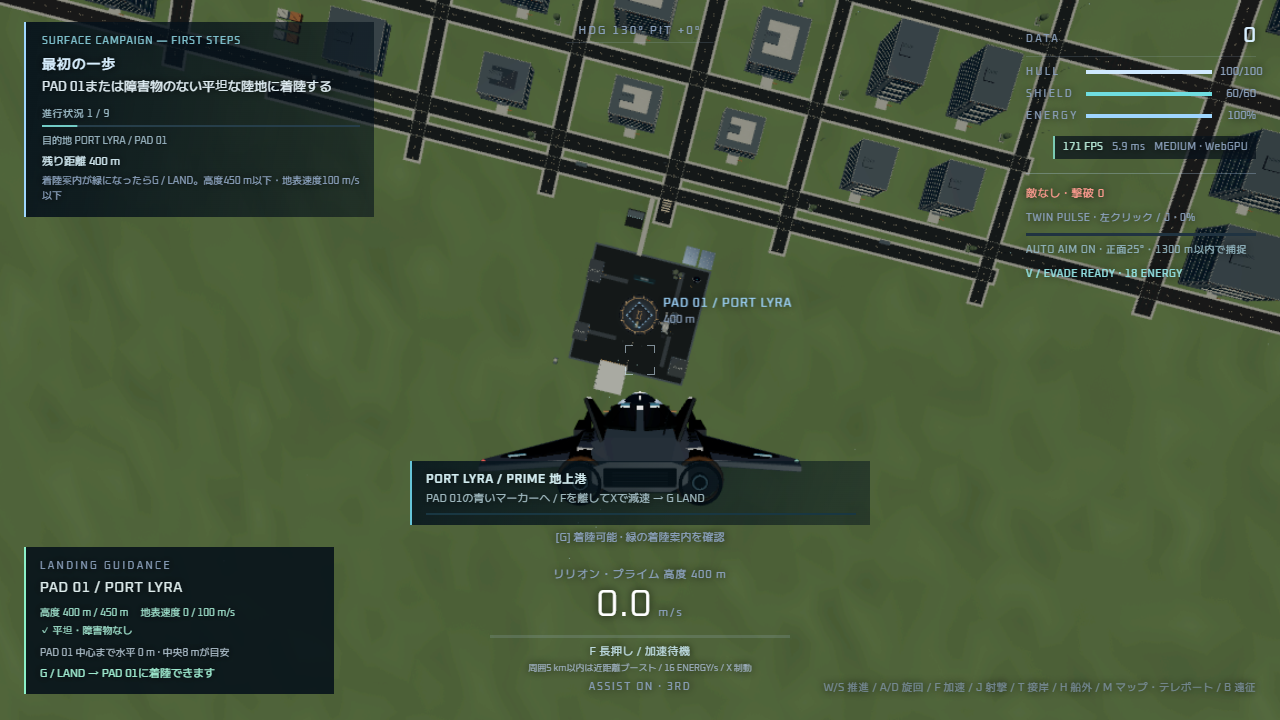 SURFACE CAMPAIGN — FIRST STEPS
最初の一歩
PAD 01または障害物のない平坦な陸地に着陸する
進行状況 1 / 9
目的地 PORT LYRA / PAD 01
残り距離 400 m
着陸案内が緑になったらG / LAND。高度450 m以下・地表速度100 m/s
以下
HDG 130° PIT +0°
DATA 0
HULL 100/100
SHIELD 60/60
ENERGY 100%
171 FPS 5.9 ms MEDIUM · WebGPU
敵なし・撃破 0
TWIN PULSE · 左クリック / J · 0%
AUTO AIM ON · 正面25° · 1300 m以内で捕捉
V / EVADE READY · 18 ENERGY
PAD 01 / PORT LYRA
400 m
PORT LYRA / PRIME 地上港
PAD 01の青いマーカーへ / Fを離してXで減速 → G LAND
[G] 着陸可能 · 緑の着陸案内を確認
リリオン・プライム 高度 400 m
0.0 m/s
F 長押し / 加速待機
周囲5 km以内は近距離ブースト / 16 ENERGY/s / X 制動
ASSIST ON · 3RD
LANDING GUIDANCE
PAD 01 / PORT LYRA
高度 400 m / 450 m 地表速度 0 / 100 m/s
✓ 平坦・障害物なし
PAD 01 中心まで水平 0 m · 中央8 mが目安
G / LAND → PAD 01に着陸できます
W/S 推進 / A/D 旋回 / F 加速 / J 射撃 / T 接岸 / H 船外 / M マップ・テレポート / B 遠征